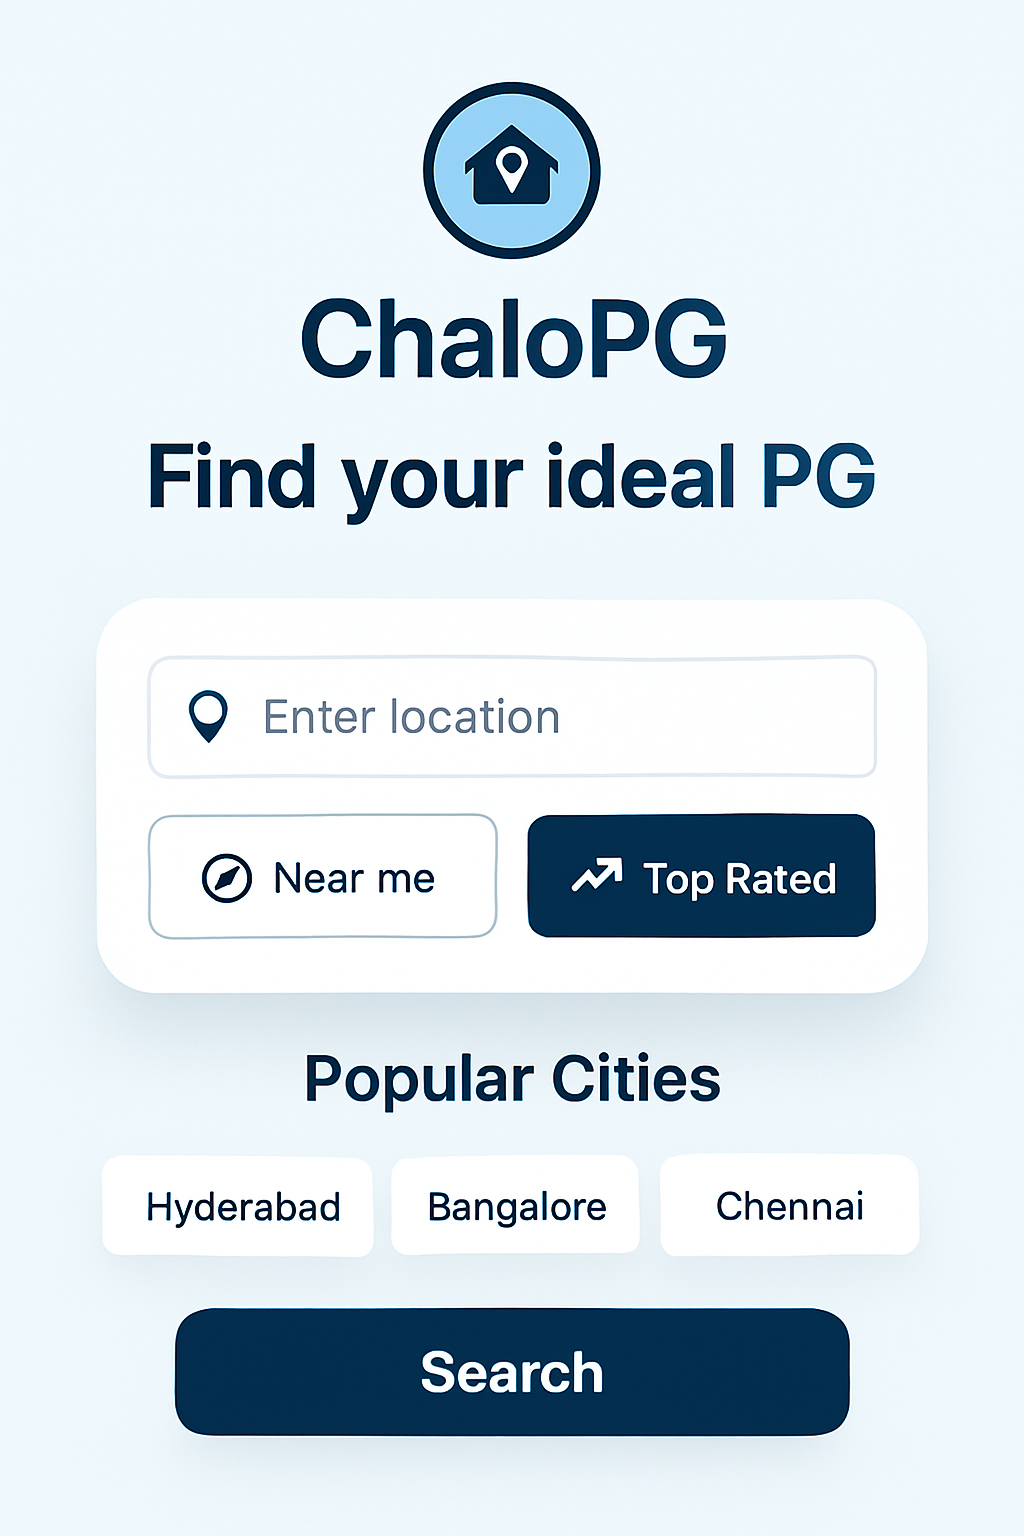 ChaloPG
Find your ideal PG
Enter location
Near me
Top Rated
Popular Cities
Hyderabad
Bangalore
Chennai
Search